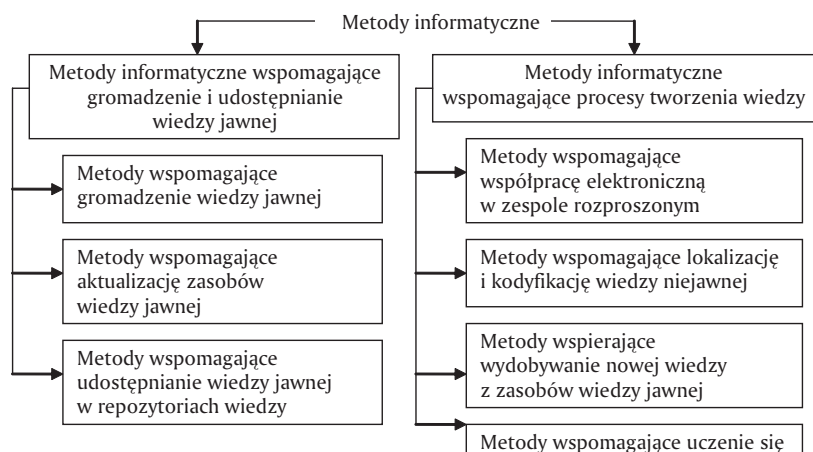 Metody informatyczne
Metody informatyczne wspomagające
gromadzenie i udostępnianie
wiedzy jawnej
Metody wspomagające
gromadzenie wiedzy jawnej
Metody wspomagające
aktualizację zasobów
wiedzy jawnej
Metody wspomagające
udostępnianie wiedzy jawnej
w repozytoriach wiedzy
Metody informatyczne
wspomagające procesy tworzenia wiedzy
Metody wspomagające
współpracę elektroniczną
w zespole rozproszonym
Metody wspomagające lokalizację
i kodyfikację wiedzy niejawnej
Metody wspierające
wydobywanie nowej wiedzy
z zasobów wiedzy jawnej
Metody wspomagające uczenie się